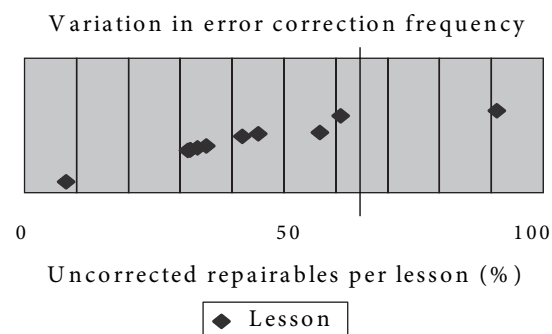 Variation in error correction frequency
0 50 100
Uncorrected repairables per lesson (%)
Lesson